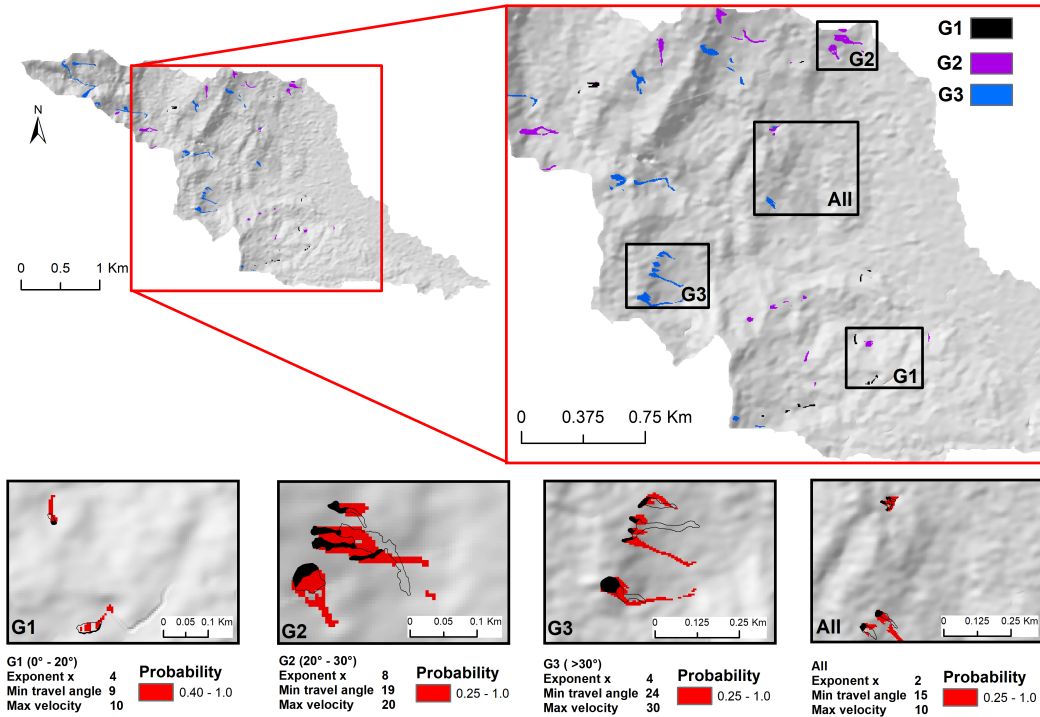 G1
G2
G3
N
0 0.5 1 Km
G2
All
G3
G1
0 0.375 0.75 Km
G1
0 0.05 0.1 Km
G2
0 0.05 0.1 Km
G3
0 0.125 0.25 Km
All
0 0.125 0.25 Km
G1 (0° - 20°)
Exponent x 4
Min travel angle 9
Max velocity 10
Probability
0.40 - 1.0
G2 (20° - 30°)
Exponent x 8
Min travel angle 19
Max velocity 20
Probability
0.25 - 1.0
G3 ( >30°)
Exponent x 4
Min travel angle 24
Max velocity 30
Probability
0.25 - 1.0
All
Exponent x 2
Min travel angle 15
Max velocity 10
Probability
0.25 - 1.0